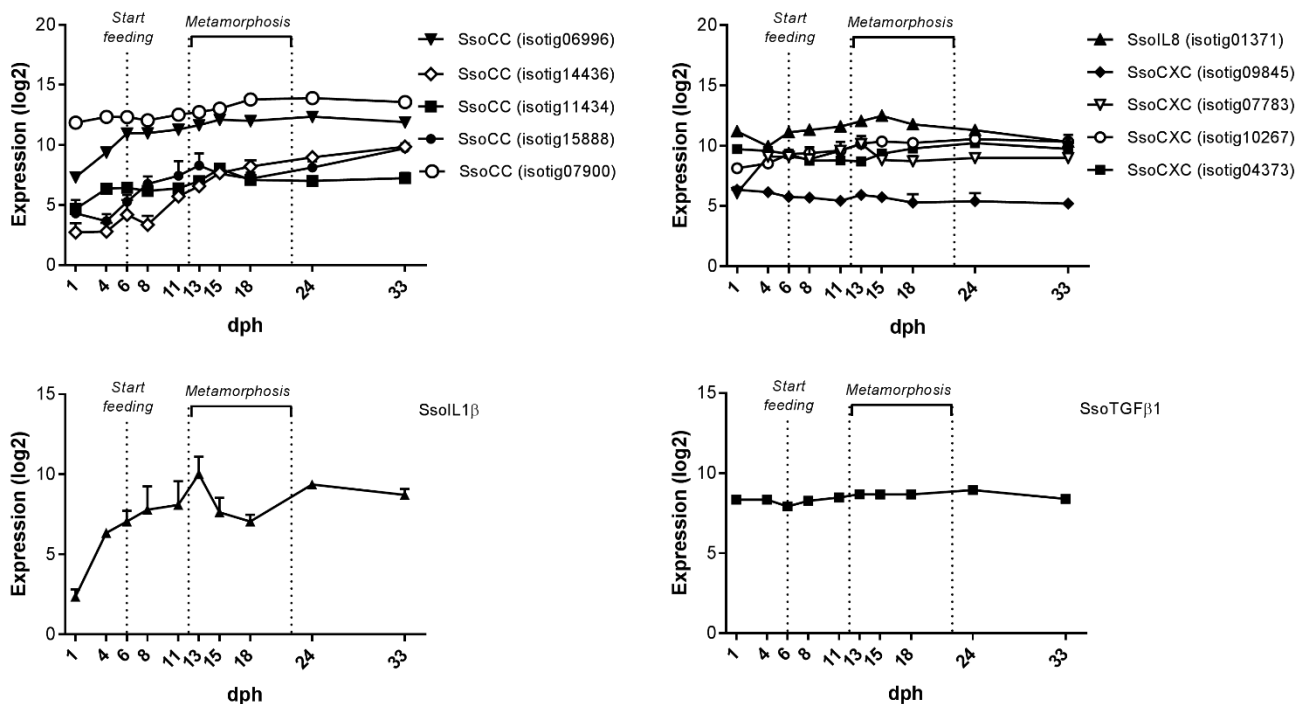 Start
feeding
Metamorphosis
Expression (log2)
20
15
10
5
0
1
4
6
8
11
13
15
18
24
33
dph
SsoCC (isotig06996)
SsoCC (isotig14436)
SsoCC (isotig11434)
SsoCC (isotig15888)
SsoCC (isotig07900)
Start
feeding
Metamorphosis
Expression (log2)
20
15
10
5
0
1
4
6
8
11
13
15
18
24
33
dph
SsoIL8 (isotig01371)
SsoCXC (isotig09845)
SsoCXC (isotig07783)
SsoCXC (isotig10267)
SsoCXC (isotig04373)
Start
feeding
Metamorphosis
SsoIL1β
Expression (log2)
15
10
5
0
1
4
6
8
11
13
15
18
24
33
dph
Start
feeding
Metamorphosis
SsoTGFβ1
Expression (log2)
15
10
5
0
1
4
6
8
11
13
15
18
24
33
dph